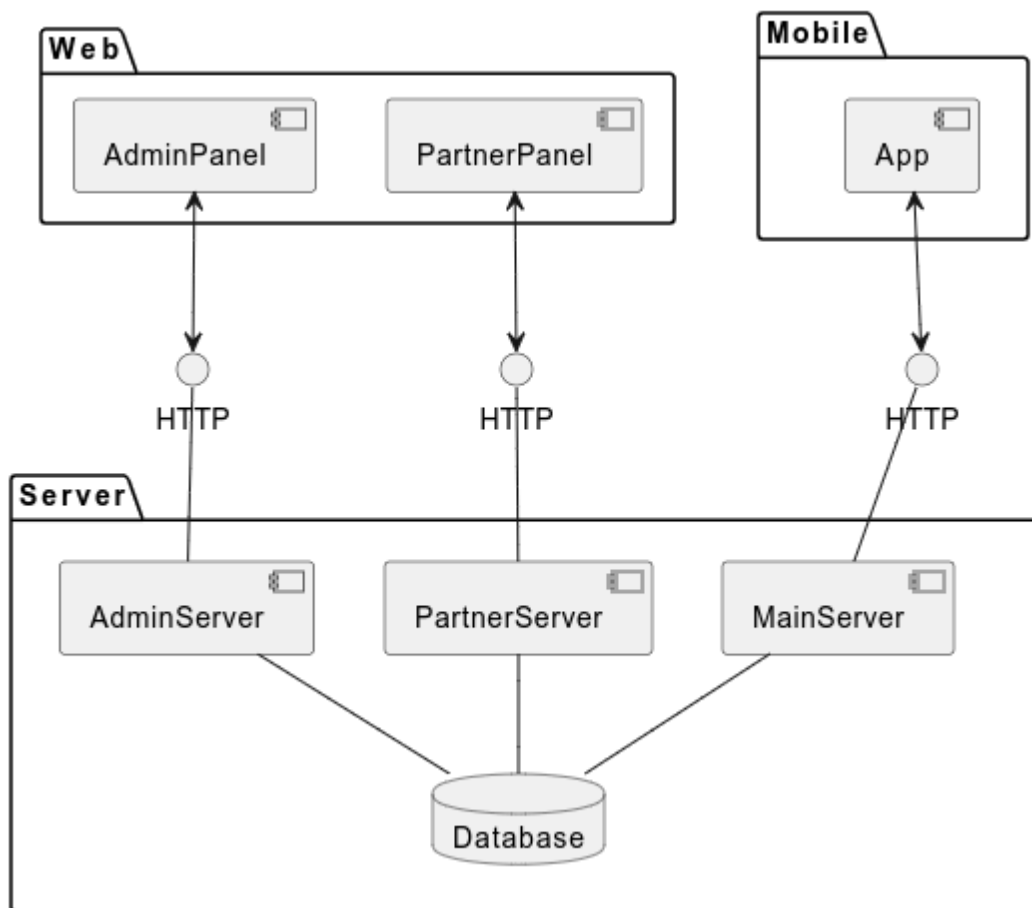 Web
Mobile
AdminPanel
PartnerPanel
App
HTTP
HTTP
HTTP
Server
AdminServer
PartnerServer
MainServer
Database